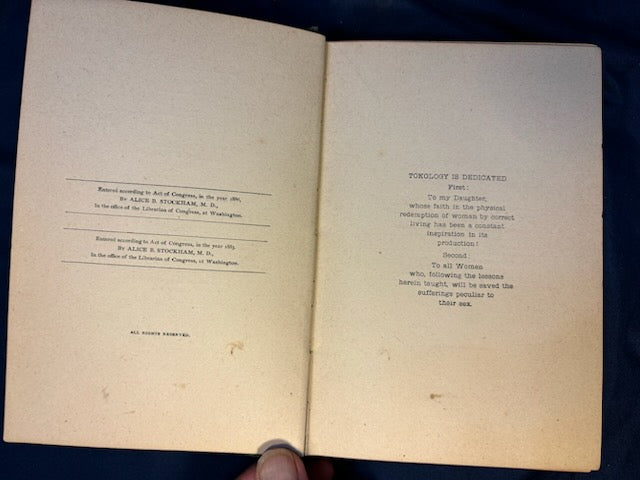 Entered according to Act of Congress, in the year 1886,
By ALICE B. STOCKHAM, M. D.,
In the office of the Librarian of Congress, at Washington.
Entered according to Act of Congress, in the year 1883,
By ALICE B. STOCKHAM, M. D.,
In the office of the Librarian of Congress, at Washington.
ALL RIGHTS RESERVED.
TOKOLOGY IS DEDICATED
First:
To my Daughter,
whose faith in the physical
redemption of woman by correct
living has been a constant
inspiration in its
production!
Second:
To all Women
who, following the lessons
herein taught, will be saved the
sufferings peculiar to
their sex.